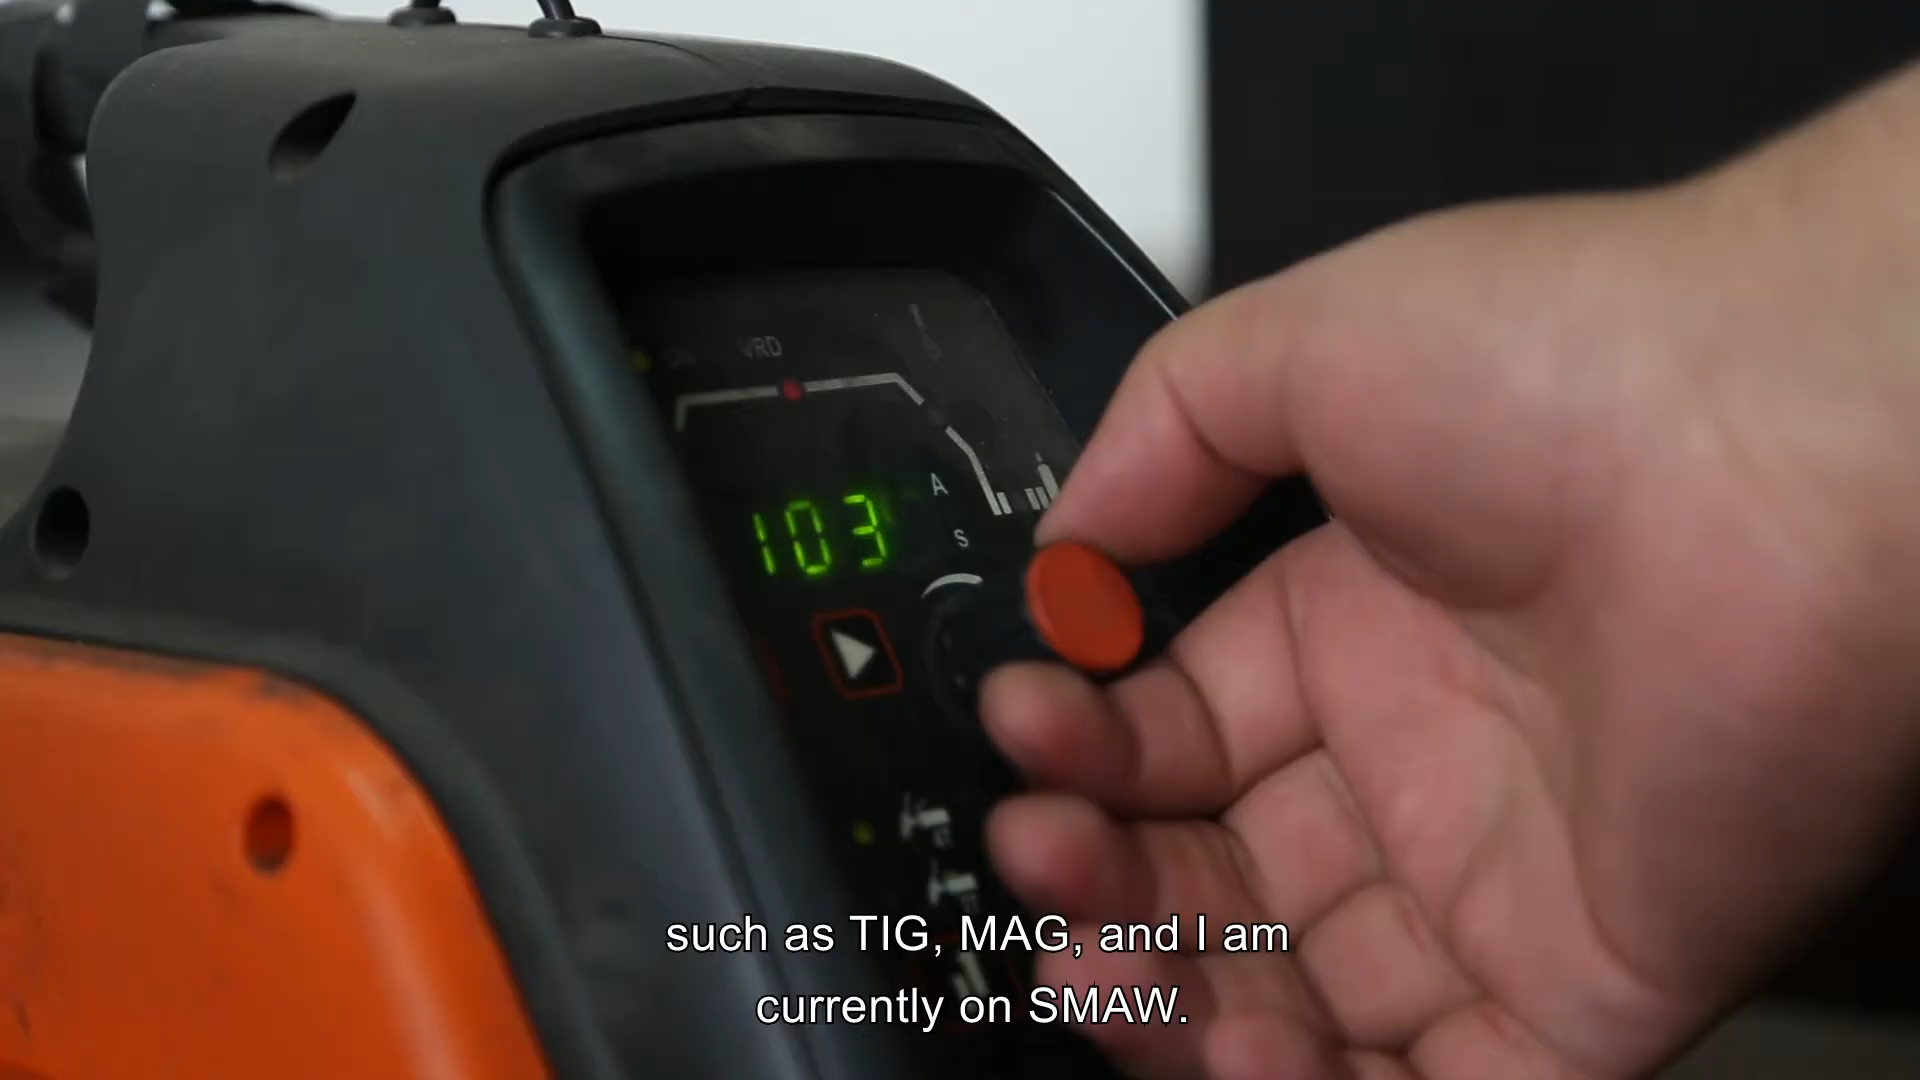 VRD
A
103
S
such as TIG, MAG, and I am
currently on SMAW.